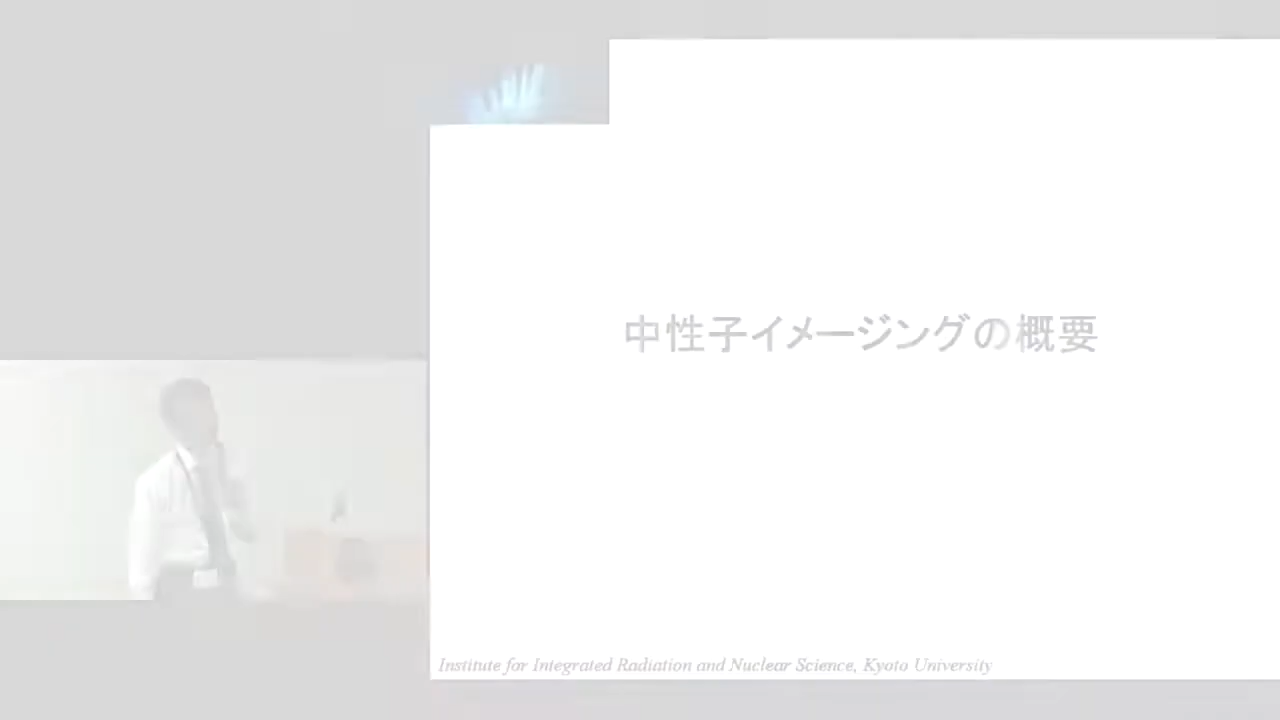 中性子イメージングの概要
Institute for Integrated Radiation and Nuclear Science, Kyoto University